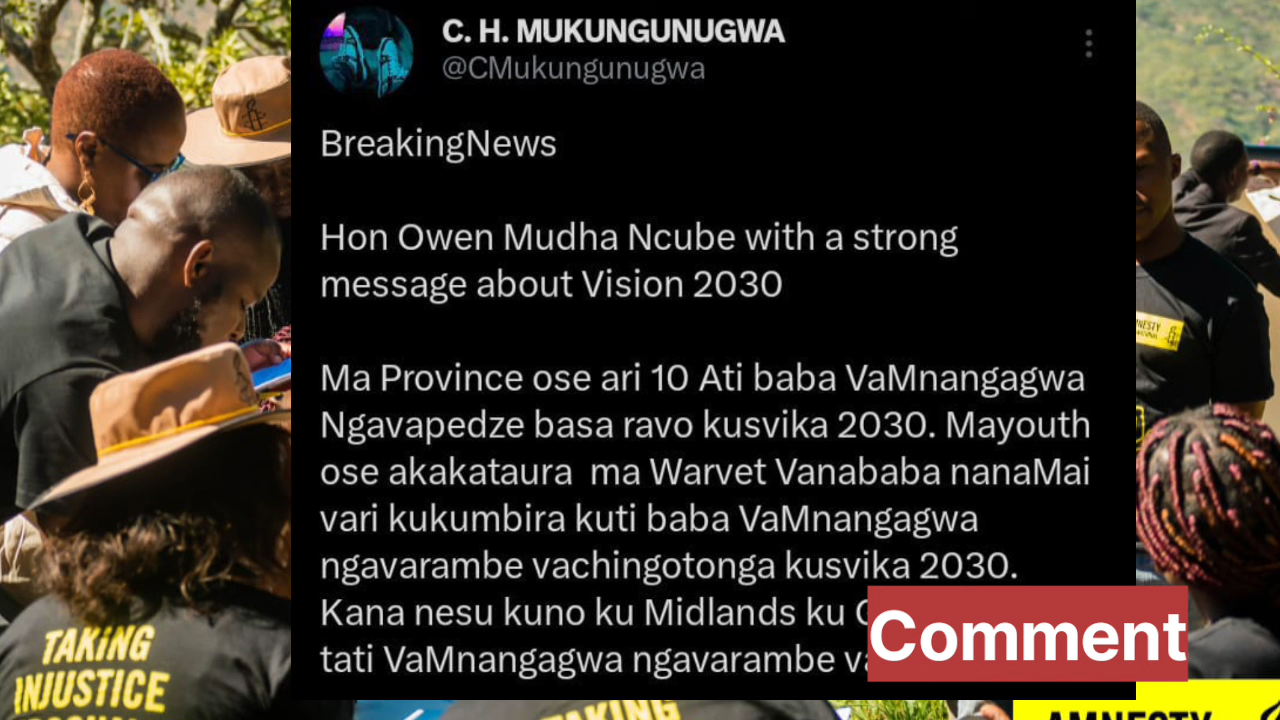 C. H. MUKUNGUNUGWA
@CMukungunugwa
BreakingNews
Hon Owen Mudha Ncube with a strong
message about Vision 2030
Ma Province ose ari 10 Ati baba VaMnangagwa
Ngavapedze basa ravo kusvika 2030. Mayouth
ose akakataura ma Warvet Vanababa nanaMai
vari kukumbira kuti baba VaMnangagwa
ngavarambe vachingotonga kusvika 2030.
Kana nesu kuno ku Midlands ku
tati VaMnangagwa ngavarambe
Comment
TAKING
INJUSTICE
TAKING
AMNESTY